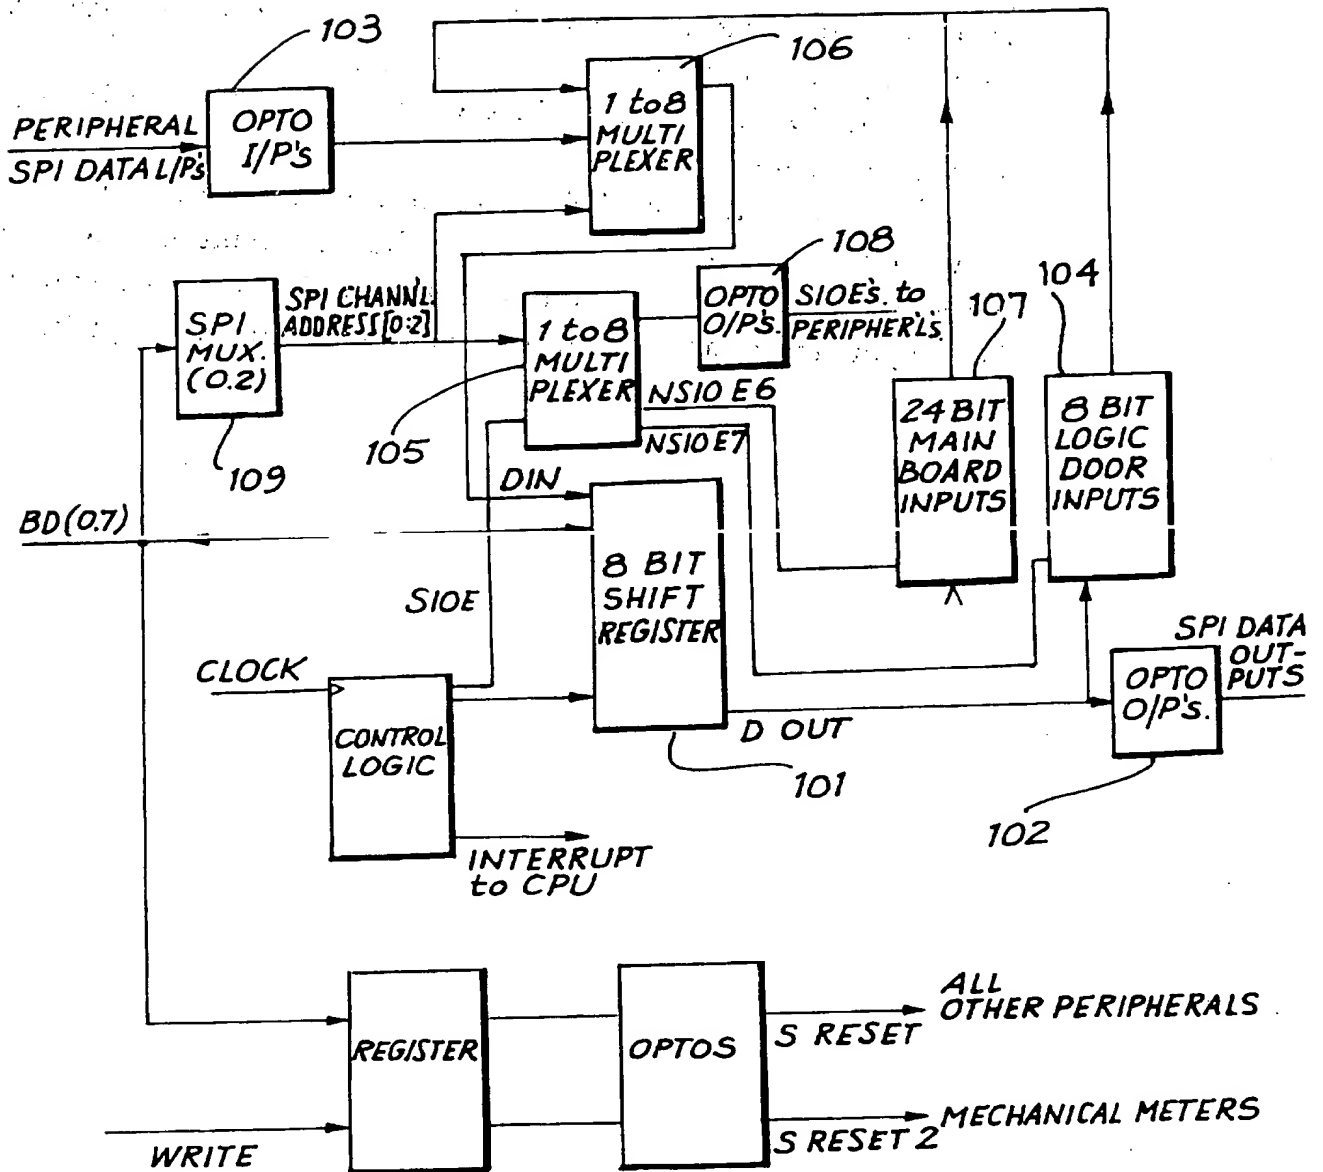 103
106
PERIPHERAL
SPI DATA L/P's
OPTO
I/P'S
1 to 8
MULTI
PLEXER
108
104
107
SPI
MUX.
(0.2)
SPI CHANN'L
ADDRESS[0:2]
1 to 8
MULTI
PLEXER
OPTO
O/P'S.
SIOE's. to
PERIPHER'L's.
NSIO E6
NSIO E7
24 BIT
MAIN
BOARD
INPUTS
8 BIT
LOGIC
DOOR
INPUTS
109
105
DIN
BD(0.7)
8 BIT
SHIFT
REGISTER
SIOE
CLOCK
CONTROL
LOGIC
D OUT
101
SPI DATA
OUT-
PUTS
OPTO
O/P's.
102
INTERRUPT
to CPU
REGISTER
OPTOS
S RESET
ALL
OTHER PERIPHERALS
S RESET 2
MECHANICAL METERS
WRITE